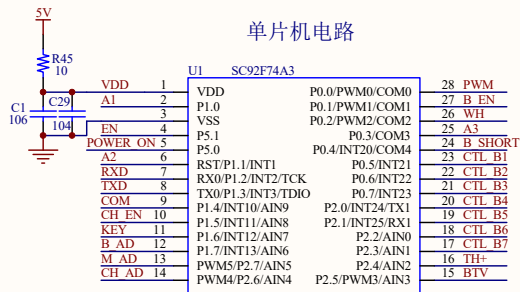 5V
单片机电路
R45
10
U1 SC92F74A3
C1
106
C29
104
VDD 1 VDD P0.0/PWM0/COM0 28 PWM
A1 2 P1.0 P0.1/PWM1/COM1 27 B_EN
3 VSS P0.2/PWM2/COM2 26 WH
EN 4 P5.1 P0.3/COM3 25 A3
POWER_ON 5 P5.0 P0.4/INT20/COM4 24 B_SHORT
A2 6 RST/P1.1/INT1 P0.5/INT21 23 CTL_B1
RXD 7 RX0/P1.2/INT2/TCK P0.6/INT22 22 CTL_B2
TXD 8 TX0/P1.3/INT3/TDIO P0.7/INT23 21 CTL_B3
COM 9 P1.4/INT10/AIN9 P2.0/INT24/TX1 20 CTL_B4
CH_EN 10 P1.5/INT11/AIN8 P2.1/INT25/RX1 19 CTL_B5
KEY 11 P1.6/INT12/AIN7 P2.2/AIN0 18 CTL_B6
B_AD 12 P1.7/INT13/AIN6 P2.3/AIN1 17 CTL_B7
M_AD 13 PWM5/P2.7/AIN5 P2.4/AIN2 16 TH+
CH_AD 14 PWM4/P2.6/AIN4 P2.5/PWM3/AIN3 15 BTV